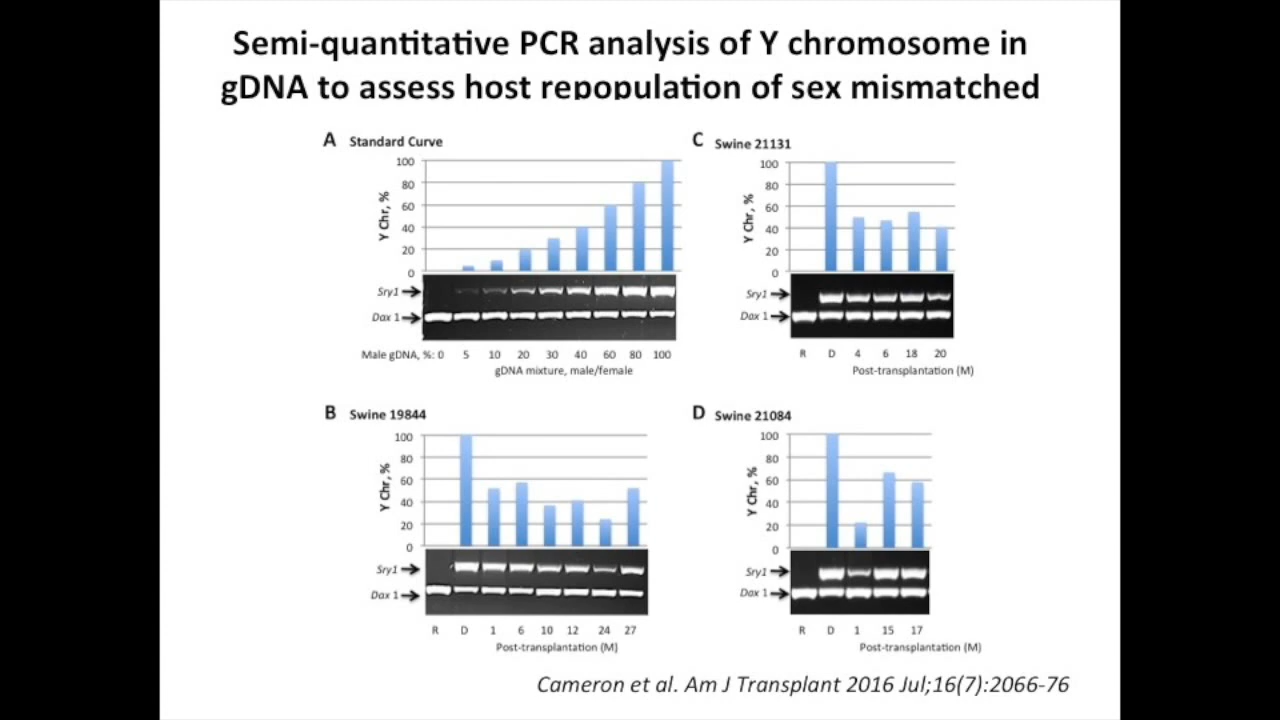 Semi-quantitative PCR analysis of Y chromosome in
gDNA to assess host repopulation of sex mismatched
A Standard Curve
Y Chr, %
100
80
60
40
20
0
Sry1
Dax 1
Male gDNA, %: 0 5 10 20 30 40 60 80 100
gDNA mixture, male/female
C Swine 21131
Y Chr, %
100
80
60
40
20
0
Sry1
Dax 1
R D 4 6 18 20
Post-transplantation (M)
B Swine 19844
Y Chr, %
100
80
60
40
20
0
Sry1
Dax 1
R D 1 6 10 12 24 27
Post-transplantation (M)
D Swine 21084
Y Chr, %
100
80
60
40
20
0
Sry1
Dax 1
R D 1 15 17
Post-transplantation (M)
Cameron et al. Am J Transplant 2016 Jul;16(7):2066-76